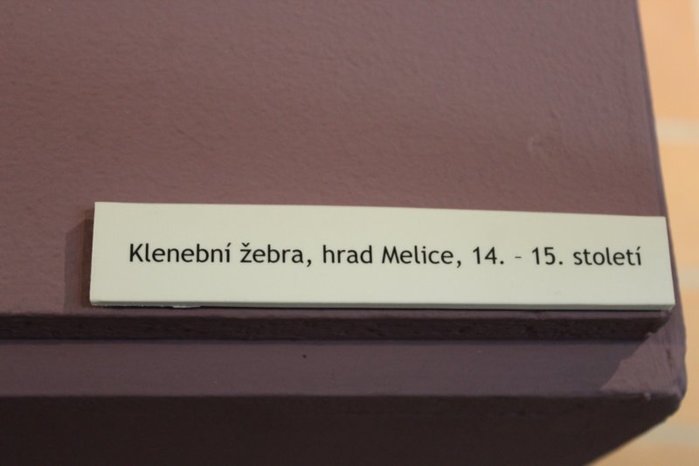 Klenební žebra, hrad Melice, 14. - 15. století